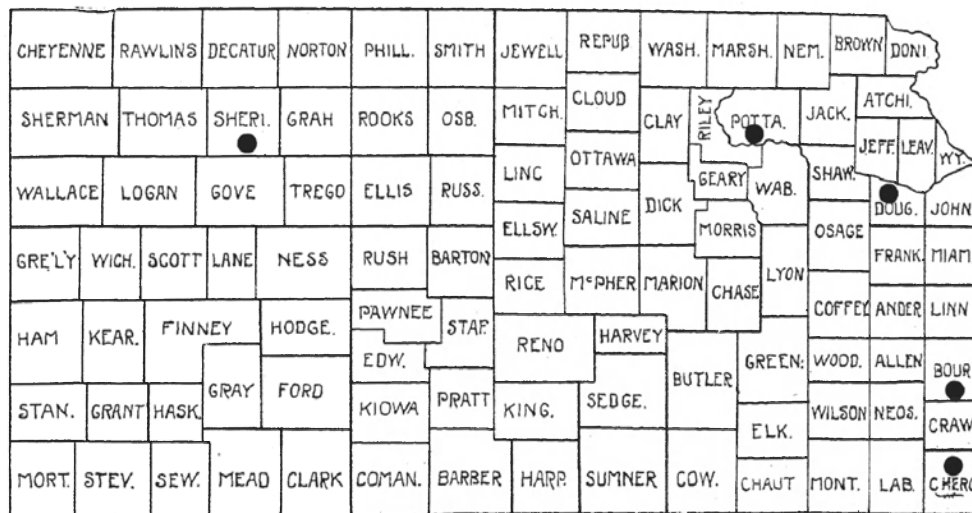 CHEYENNE RAWLINS DECATUR NORTON PHILL. SMITH JEWELL REPUB WASH. MARSH. NEM. BROWN DONI
SHERMAN THOMAS SHERI. GRAH ROOKS OSB. MITCH. CLOUD CLAY RILEY POTTA. JACK. ATCHI.
JEFF. LEAV. WY.
WALLACE LOGAN GOVE TREGO ELLIS RUSS. LINC OTTAWA GEARY WAB. SHAW.
DICK DOUG. JOHN.
ELLSW. SALINE MORRIS OSAGE
GRE'LY WICH. SCOTT LANE NESS RUSH BARTON FRANK. MIAM
RICE McPHER MARION CHASE LYON
COFFEY ANDER LINN
HAM KEAR. FINNEY HODGE. PAWNEE STAF. RENO HARVEY
EDW. GREEN: WOOD. ALLEN BOUR
GRAY FORD BUTLER
STAN. GRANT HASK. KIOWA PRATT KING. SEDGE. WILSON NEOS. CRAW
ELK.
MORT. STEV. SEW. MEAD CLARK COMAN. BARBER HARP. SUMNER COW. CHAUT MONT. LAB. CHERO